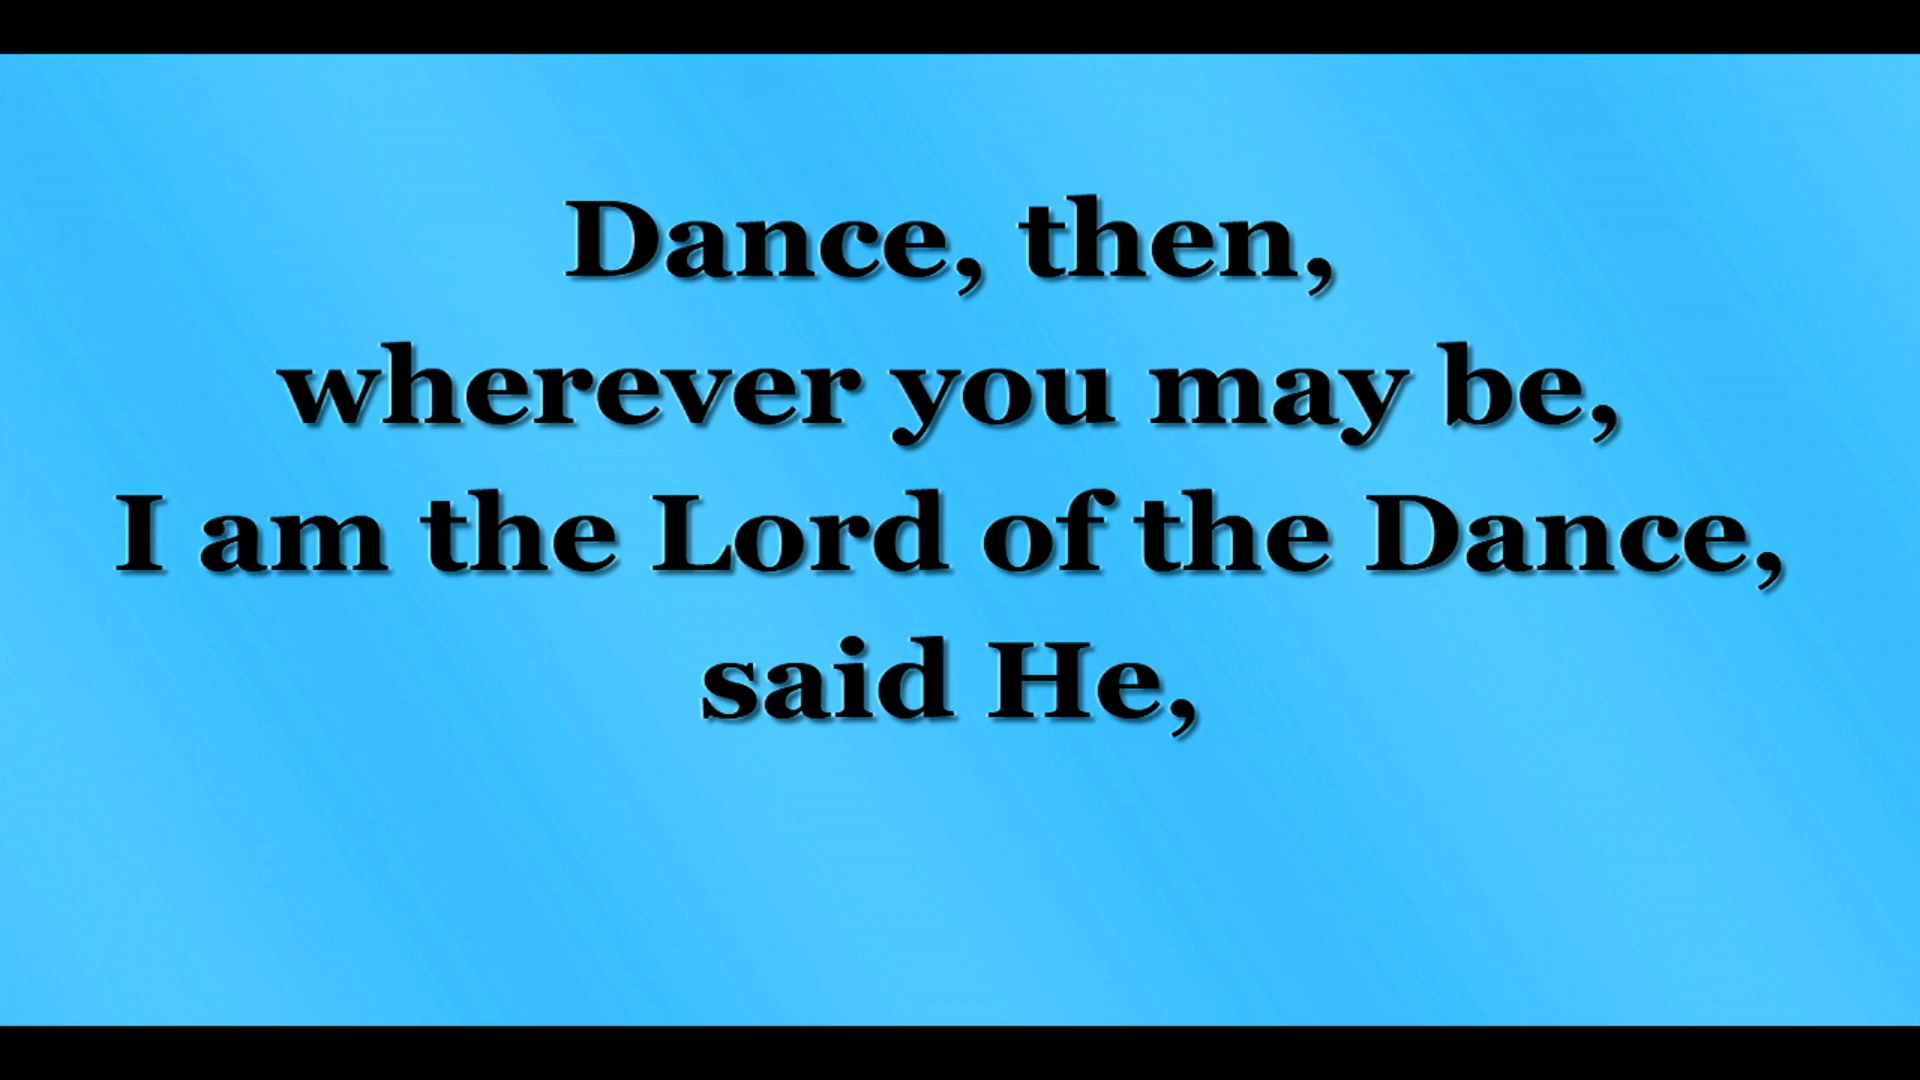 Dance, then,
wherever you may be,
I am the Lord of the Dance,
said He,